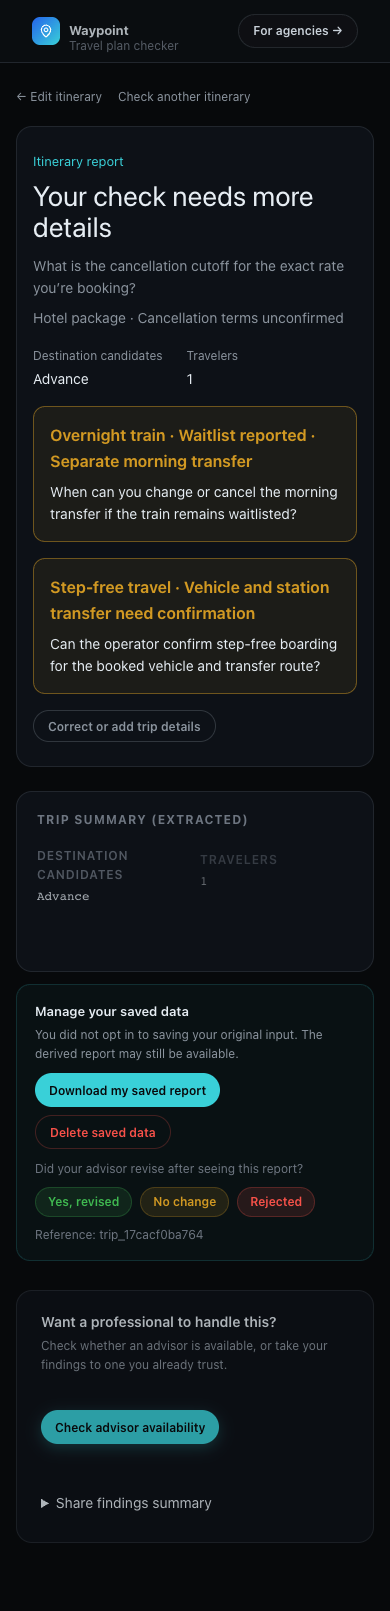 Waypoint
Travel plan checker
For agencies →
← Edit itinerary
Check another itinerary
Itinerary report
Your check needs more
details
What is the cancellation cutoff for the exact rate
you’re booking?
Hotel package · Cancellation terms unconfirmed
Destination candidates
Travelers
Advance
1
Overnight train · Waitlist reported ·
Separate morning transfer
When can you change or cancel the morning
transfer if the train remains waitlisted?
Step-free travel · Vehicle and station
transfer need confirmation
Can the operator confirm step-free boarding
for the booked vehicle and transfer route?
Correct or add trip details
TRIP SUMMARY (EXTRACTED)
DESTINATION
CANDIDATES
Advance
TRAVELERS
1
Manage your saved data
You did not opt in to saving your original input. The
derived report may still be available.
Download my saved report
Delete saved data
Did your advisor revise after seeing this report?
Yes, revised
No change
Rejected
Reference: trip_17cacf0ba764
Want a professional to handle this?
Check whether an advisor is available, or take your
findings to one you already trust.
Check advisor availability
▶ Share findings summary